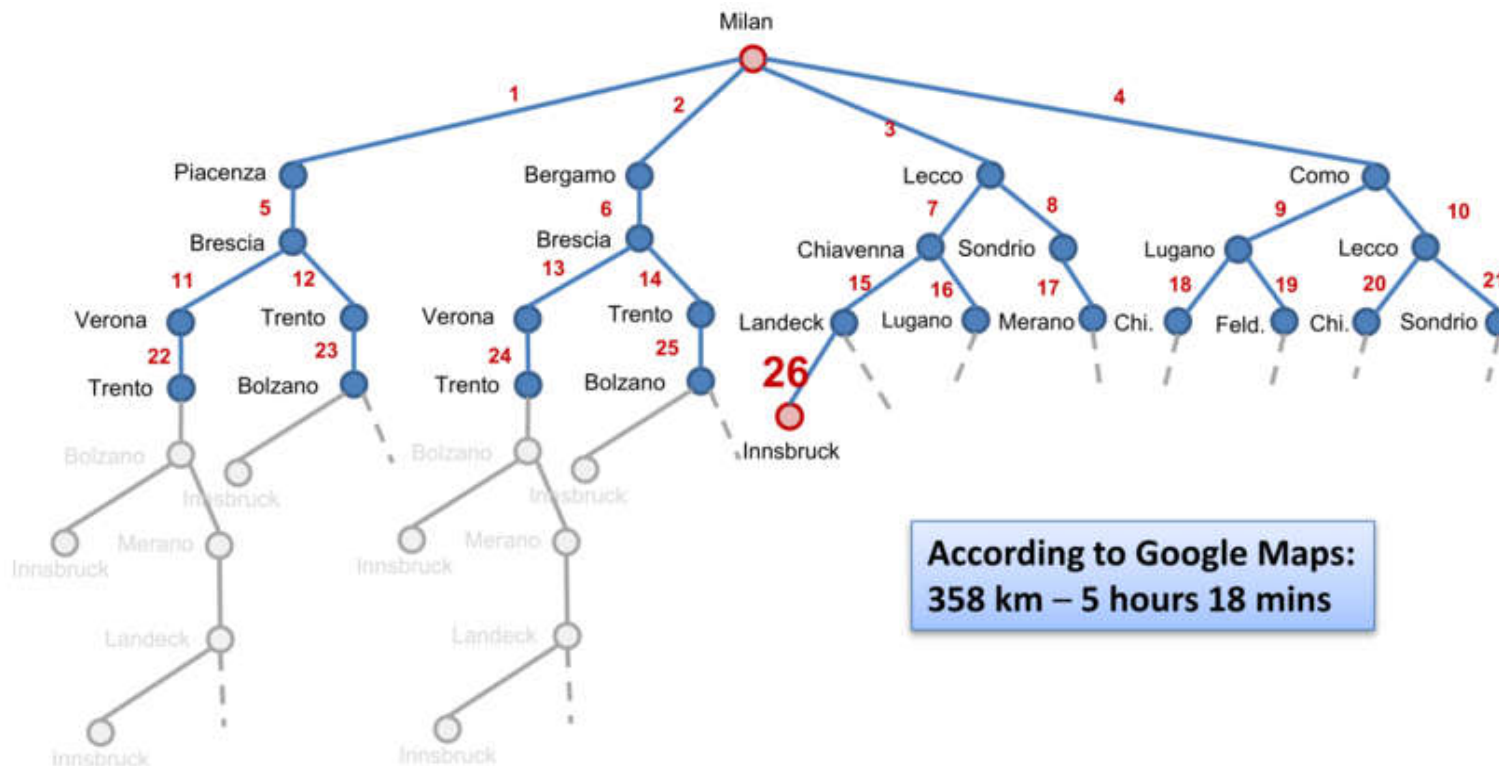 Milan
1
2
3
4
Piacenza
Bergamo
Lecco
Como
5
6
7
8
9
10
Brescia
Brescia
Chiavenna
Sondrio
Lugano
Lecco
11
12
13
14
15
16
17
18
19
20
21
Verona
Trento
Verona
Trento
Landeck
Lugano
Merano
Chi.
Feld.
Chi.
Sondrio
22
23
24
25
26
Trento
Bolzano
Trento
Bolzano
Innsbruck
Bolzano
Innsbruck
Bolzano
Innsbruck
Innsbruck
Merano
Innsbruck
Merano
Landeck
Landeck
Innsbruck
Innsbruck
According to Google Maps:
358 km – 5 hours 18 mins